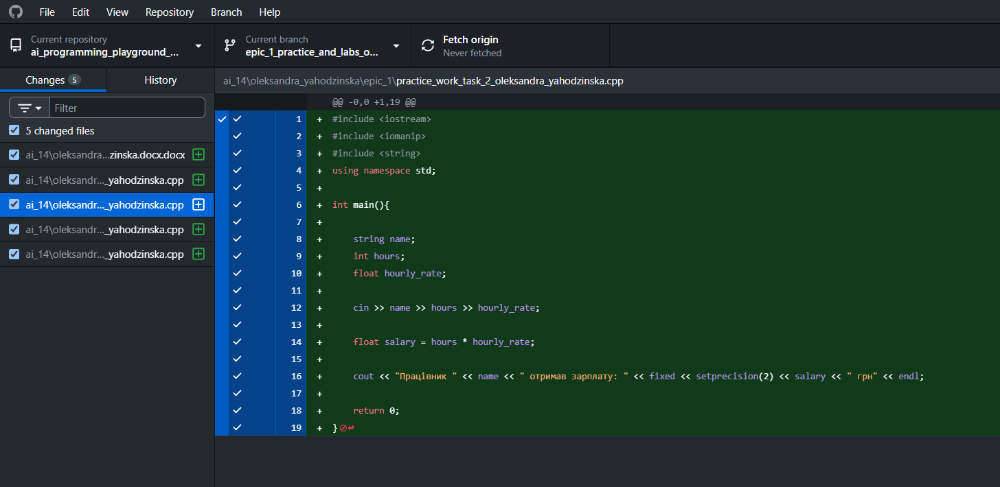 File Edit View Repository Branch Help
Current repository
ai_programming_playground_...
Current branch
epic_1_practice_and_labs_o...
Fetch origin
Never fetched
Changes 5
History
Filter
5 changed files
ai_14\oleksandra...zinska.docx.docx
ai_14\oleksandr..._yahodzinska.cpp
ai_14\oleksandr..._yahodzinska.cpp
ai_14\oleksandr..._yahodzinska.cpp
ai_14\oleksandr..._yahodzinska.cpp
ai_14\oleksandra_yahodzinska\epic_1\practice_work_task_2_oleksandra_yahodzinska.cpp
@@ -0,0 +1,19 @@
1 + #include <iostream>
2 + #include <iomanip>
3 + #include <string>
4 + using namespace std;
5 +
6 + int main(){
7 +
8 + string name;
9 + int hours;
10 + float hourly_rate;
11 +
12 + cin >> name >> hours >> hourly_rate;
13 +
14 + float salary = hours * hourly_rate;
15 +
16 + cout << "Працівник " << name << " отримав зарплату: " << fixed << setprecision(2) << salary << " грн" << endl;
17 +
18 + return 0;
19 + }